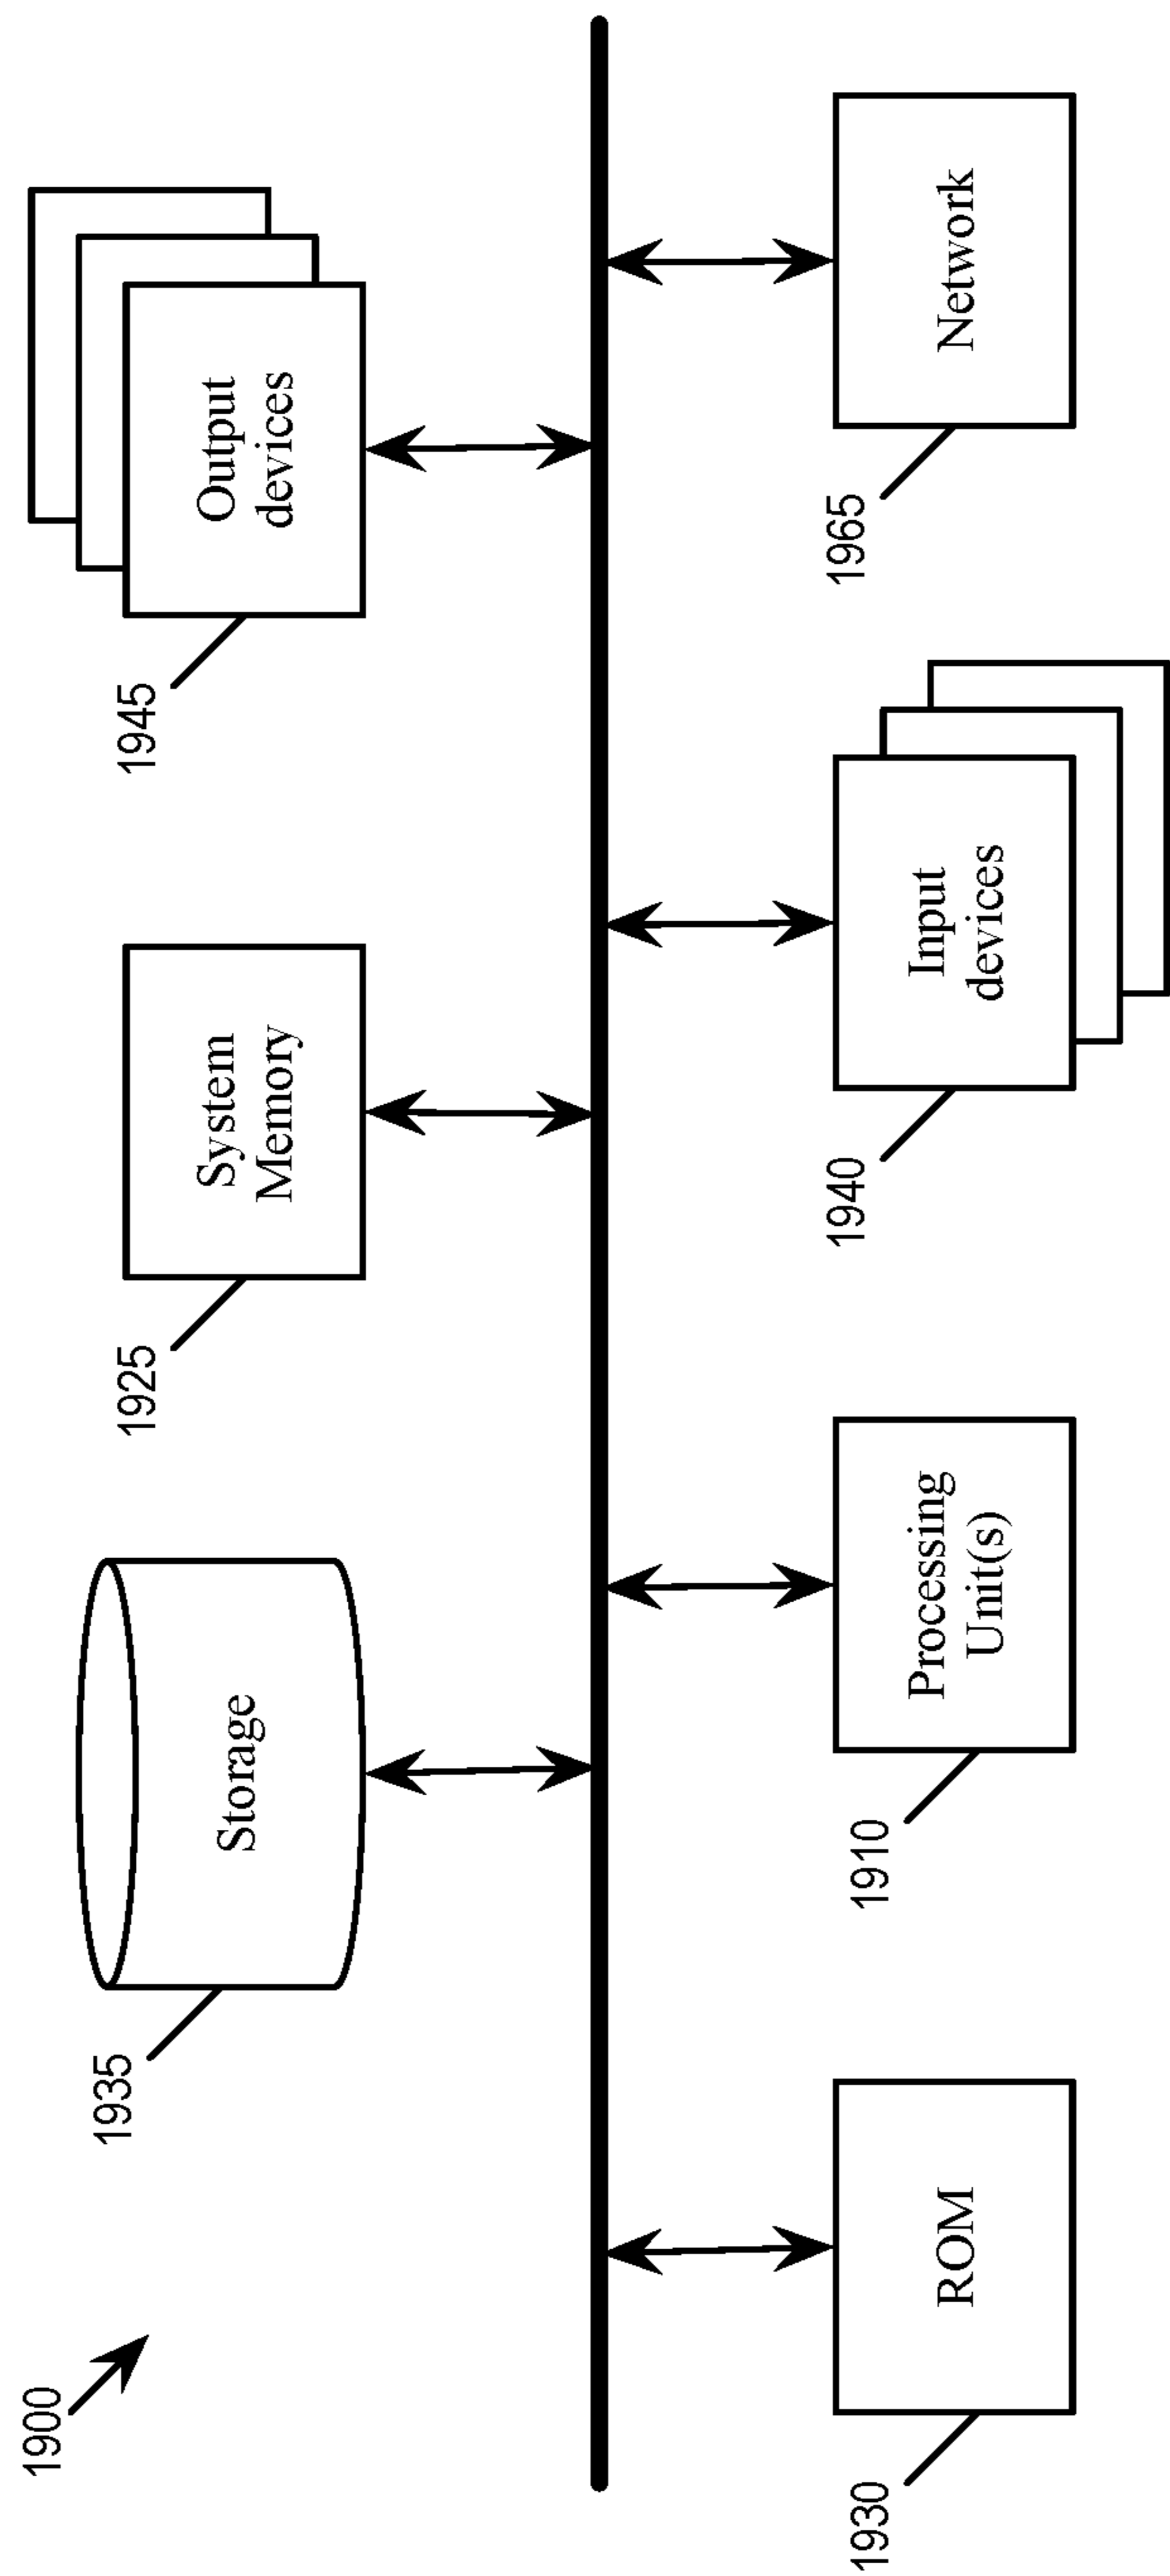 1900
1935
Storage
1925
System
Memory
1945
Output
devices
1930
ROM
1910
Processing
Unit(s)
1940
Input
devices
1965
Network